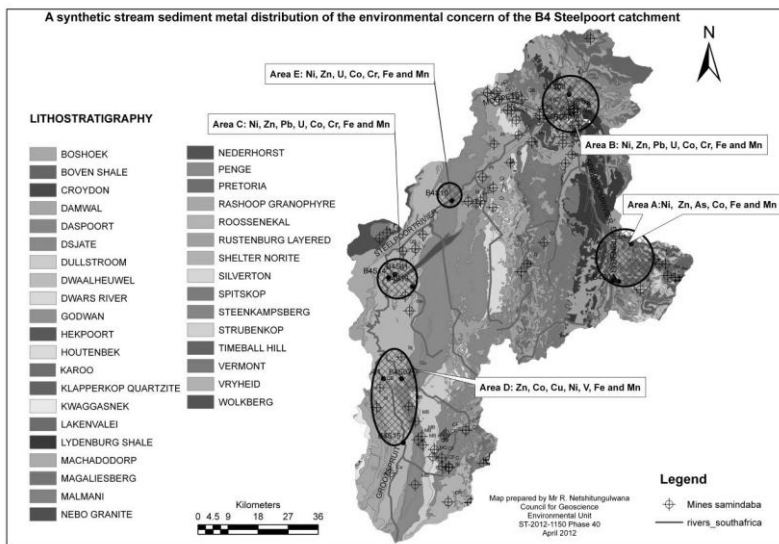 A synthetic stream sediment metal distribution of the environmental concern of the B4 Steelpoort catchment
N
Area E: Ni, Zn, U, Co, Cr, Fe and Mn
Area C: Ni, Zn, Pb, U, Co, Cr, Fe and Mn
Area B: Ni, Zn, Pb, U, Co, Cr, Fe and Mn
Area A:Ni, Zn, As, Co, Fe and Mn
Area D: Zn, Co, Cu, Ni, V, Fe and Mn
STEELPOORTRIVER
LITHOSTRATIGRAPHY
BOSHOEK
BOVEN SHALE
CROYDON
DAMWAL
DASPOORT
DSJATE
DULLSTROOM
DWAALHEUWEL
DWARS RIVER
GODWAN
HEKPOORT
HOUTENBEK
KAROO
KLAPPERKOP QUARTZITE
KWAGGASNEK
LAKENVALEI
LYDENBURG SHALE
MACHADODORP
MAGALIESBERG
MALMANI
NEBO GRANITE
NEDERHORST
PENGE
PRETORIA
RASHOOP GRANOPHYRE
ROOSSENEKAL
RUSTENBURG LAYERED
SHELTER NORITE
SILVERTON
SPITSKOP
STEENKAMPSBERG
STRUBENKOP
TIMEBALL HILL
VERMONT
VRYHEID
WOLKBERG
Kilometers
0 4.5 9 18 27 36
Map prepared by Mr R. Netshitungulwana
Council for Geoscience
Environmental Unit
ST-2012-1150 Phase 40
April 2012
Legend
Mines samindaba
rivers_southafrica